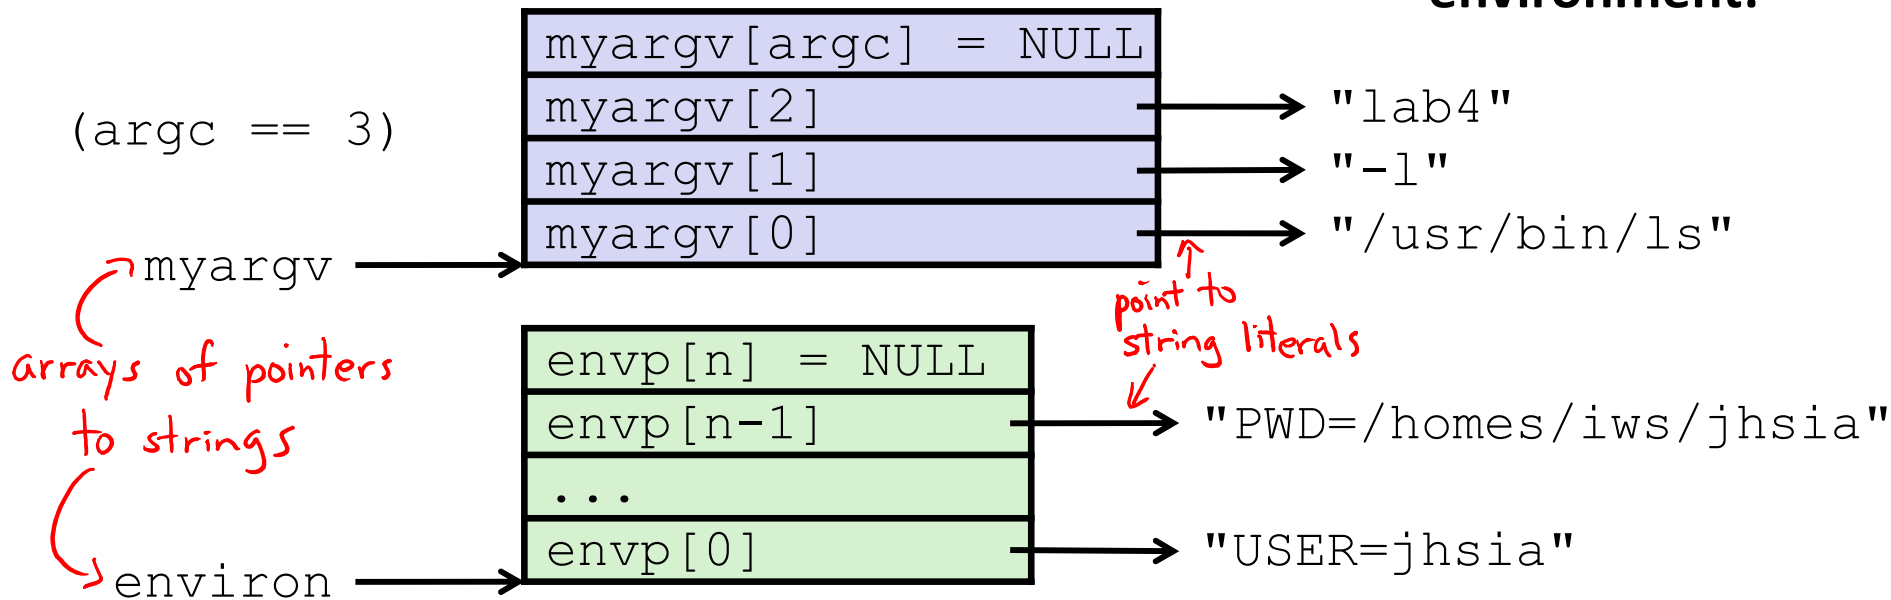 environment:
myargv[argc] = NULL
(argc == 3)
myargv[2]
"lab4"
myargv[1]
"-l"
myargv[0]
"/usr/bin/ls"
myargv
point to
string literals
arrays of pointers
to strings
envp[n] = NULL
envp[n-1]
"PWD=/homes/iws/jhsia"
...
envp[0]
"USER=jhsia"
environ